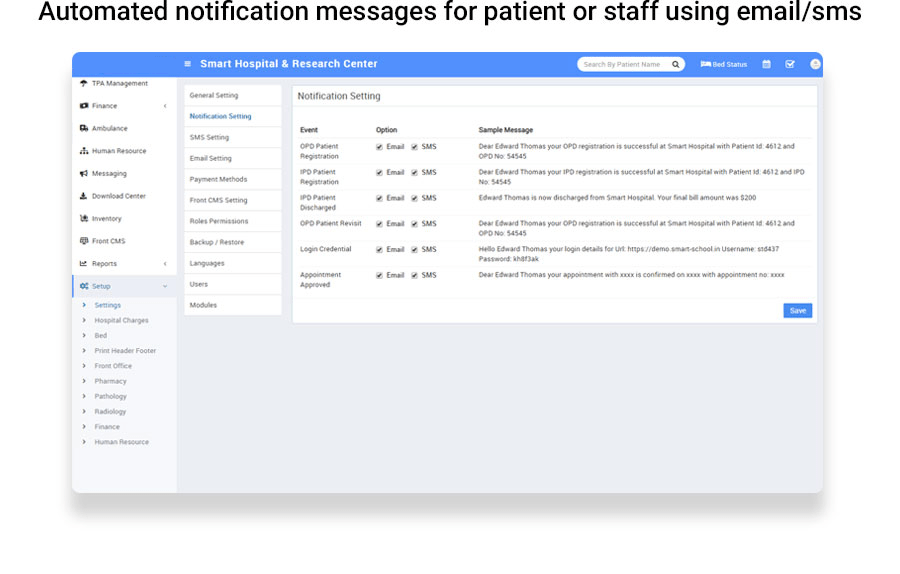 Automated notification messages for patient or staff using email/sms
Smart Hospital & Research Center
Search By Patient Name
Bed Status
TPA Management
Finance
Ambulance
Human Resource
Messaging
Download Center
Inventory
Front CMS
Reports
Setup
Settings
Hospital Charges
Bed
Print Header Footer
Front Office
Pharmacy
Pathology
Radiology
Finance
Human Resource
General Setting
Notification Setting
SMS Setting
Email Setting
Payment Methods
Front CMS Setting
Roles Permissions
Backup / Restore
Languages
Users
Modules
Notification Setting
Event Option Sample Message
OPD Patient
Registration
Email SMS
Dear Edward Thomas your OPD registration is successful at Smart Hospital with Patient Id: 4612 and
OPD No: 54545
IPD Patient
Registration
Email SMS
Dear Edward Thomas your IPD registration is successful at Smart Hospital with Patient Id: 4612 and IPD
No: 54545
IPD Patient
Discharged
Email SMS
Edward Thomas is now discharged from Smart Hospital. Your final bill amount was $200
OPD Patient Revisit
Email SMS
Dear Edward Thomas your OPD registration is successful at Smart Hospital with Patient Id: 4612 and
OPD No: 54545
Login Credential
Email SMS
Hello Edward Thomas your login details for Url: https://demo.smart-school.in Username: std437
Password: kh8f3ak
Appointment
Approved
Email SMS
Dear Edward Thomas your appointment with xxxx is confirmed on xxxx with appointment no: xxxx
Save